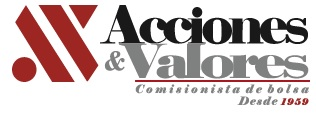 Acciones
& Valores
Comisionista de bolsa
Desde 1959